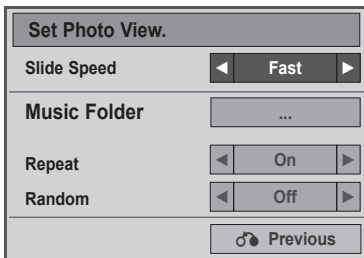 Set Photo View.
Slide Speed ◀ Fast ▶
Music Folder ...
Repeat ◀ On ▶
Random ◀ Off ▶
Previous